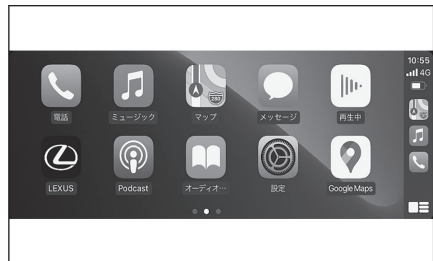 10:55
4G
280
電話
ミュージック
マップ
メッセージ
再生中
LEXUS
Podcast
オーディオ…
設定
Google Maps